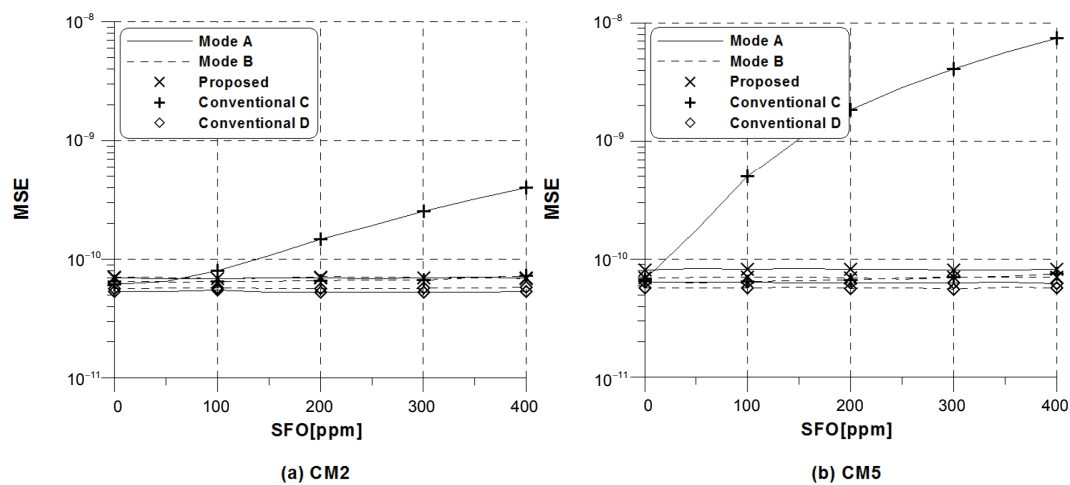 10⁻⁸
10⁻⁹
10⁻¹⁰
10⁻¹¹
MSE
Mode A
Mode B
Proposed
Conventional C
Conventional D
0 100 200 300 400
SFO[ppm]
(a) CM2
10⁻⁸
10⁻⁹
10⁻¹⁰
10⁻¹¹
MSE
Mode A
Mode B
Proposed
Conventional C
Conventional D
0 100 200 300 400
SFO[ppm]
(b) CM5